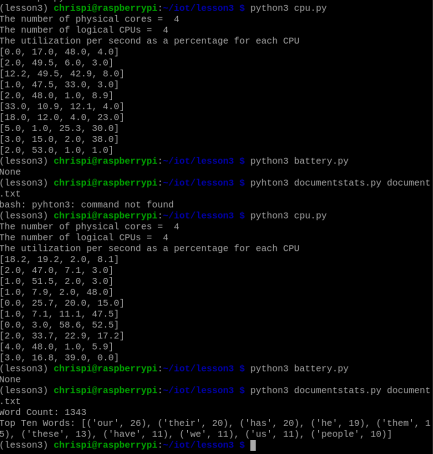 (lesson3) chrispi@raspberrypi:~/iot/lesson3 $ python3 cpu.py
The number of physical cores =  4
The number of logical CPUs =  4
The utilization per second as a percentage for each CPU
[0.0, 17.0, 48.0, 4.0]
[2.0, 49.5, 6.0, 3.0]
[12.2, 49.5, 42.9, 8.0]
[1.0, 47.5, 33.0, 3.0]
[2.0, 48.0, 1.0, 8.9]
[33.0, 10.9, 12.1, 4.0]
[18.0, 12.0, 4.0, 23.0]
[5.0, 1.0, 25.3, 30.0]
[3.0, 15.0, 2.0, 38.0]
[2.0, 53.0, 1.0, 1.0]
(lesson3) chrispi@raspberrypi:~/iot/lesson3 $ python3 battery.py
None
(lesson3) chrispi@raspberrypi:~/iot/lesson3 $ pyhton3 documentstats.py document
.txt
bash: pyhton3: command not found
(lesson3) chrispi@raspberrypi:~/iot/lesson3 $ python3 cpu.py
The number of physical cores =  4
The number of logical CPUs =  4
The utilization per second as a percentage for each CPU
[18.2, 19.2, 2.0, 8.1]
[2.0, 47.0, 7.1, 3.0]
[1.0, 51.5, 2.0, 3.0]
[1.0, 7.9, 2.0, 48.0]
[0.0, 25.7, 20.0, 15.0]
[1.0, 7.1, 11.1, 47.5]
[0.0, 3.0, 58.6, 52.5]
[2.0, 33.7, 22.9, 17.2]
[4.0, 48.0, 1.0, 5.9]
[3.0, 16.8, 39.0, 0.0]
(lesson3) chrispi@raspberrypi:~/iot/lesson3 $ python3 battery.py
None
(lesson3) chrispi@raspberrypi:~/iot/lesson3 $ python3 documentstats.py document
.txt
Word Count: 1343
Top Ten Words: [('our', 26), ('their', 20), ('has', 20), ('he', 19), ('them', 1
5), ('these', 13), ('have', 11), ('we', 11), ('us', 11), ('people', 10)]
(lesson3) chrispi@raspberrypi:~/iot/lesson3 $